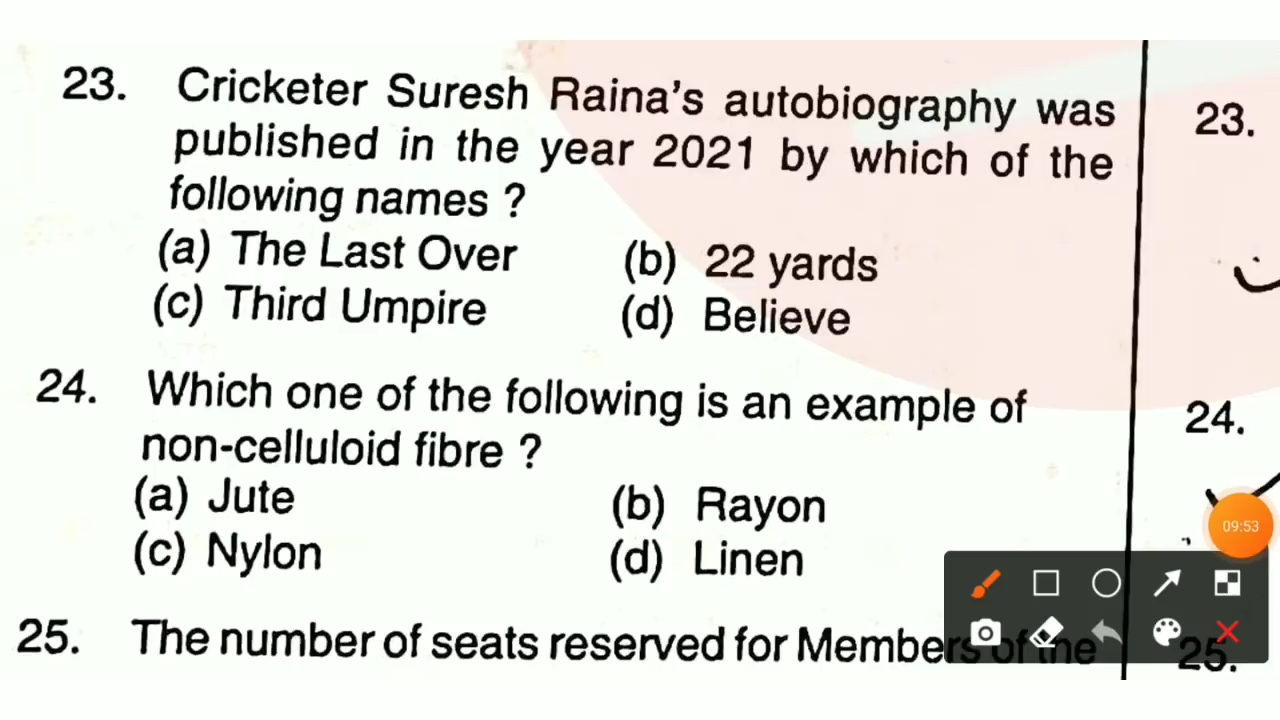 23. Cricketer Suresh Raina's autobiography was
published in the year 2021 by which of the
following names ?
(a) The Last Over (b) 22 yards
(c) Third Umpire (d) Believe
24. Which one of the following is an example of
non-celluloid fibre ?
(a) Jute (b) Rayon
(c) Nylon (d) Linen
25. The number of seats reserved for Members of the
23.
24.
25.
09:53